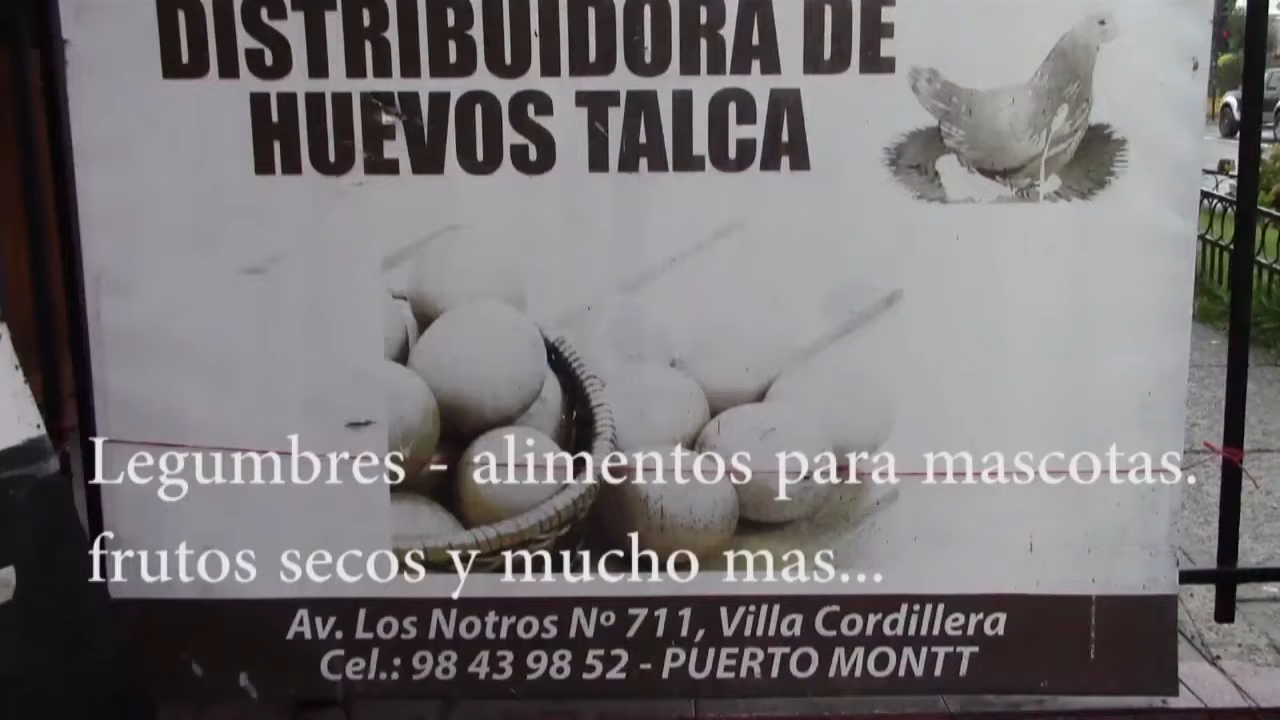 DISTRIBUIDORA DE
HUEVOS TALCA
Legumbres - alimentos para mascotas.
frutos secos y mucho mas...
Av. Los Notros Nº 711, Villa Cordillera
Cel.: 98 43 98 52 - PUERTO MONTT